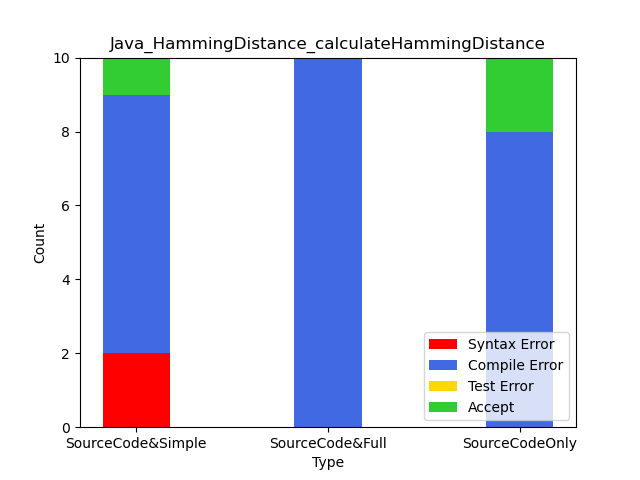 Java_HammingDistance_calculateHammingDistance
10
8
6
4
2
0
Count
Syntax Error
Compile Error
Test Error
Accept
SourceCode&Simple
SourceCode&Full
SourceCodeOnly
Type